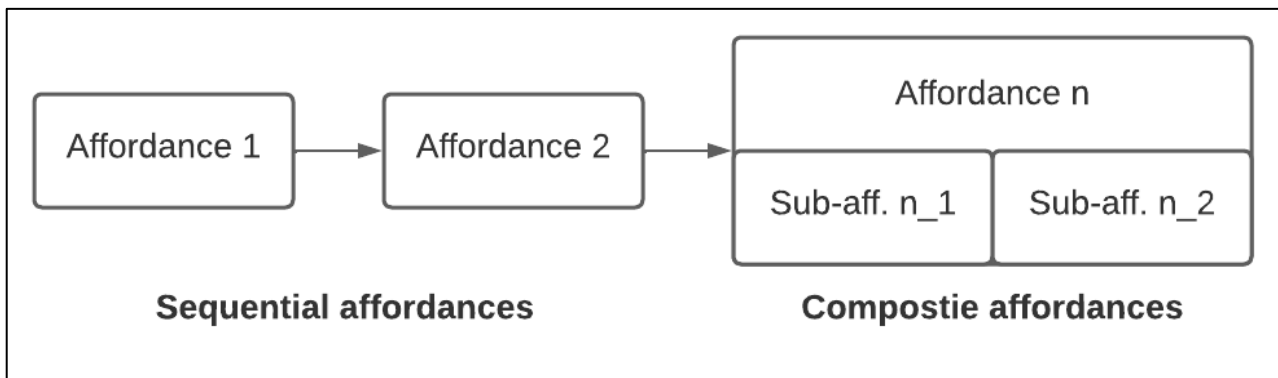 Affordance 1
Affordance 2
Affordance n
Sub-aff. n_1
Sub-aff. n_2
Sequential affordances
Compostie affordances